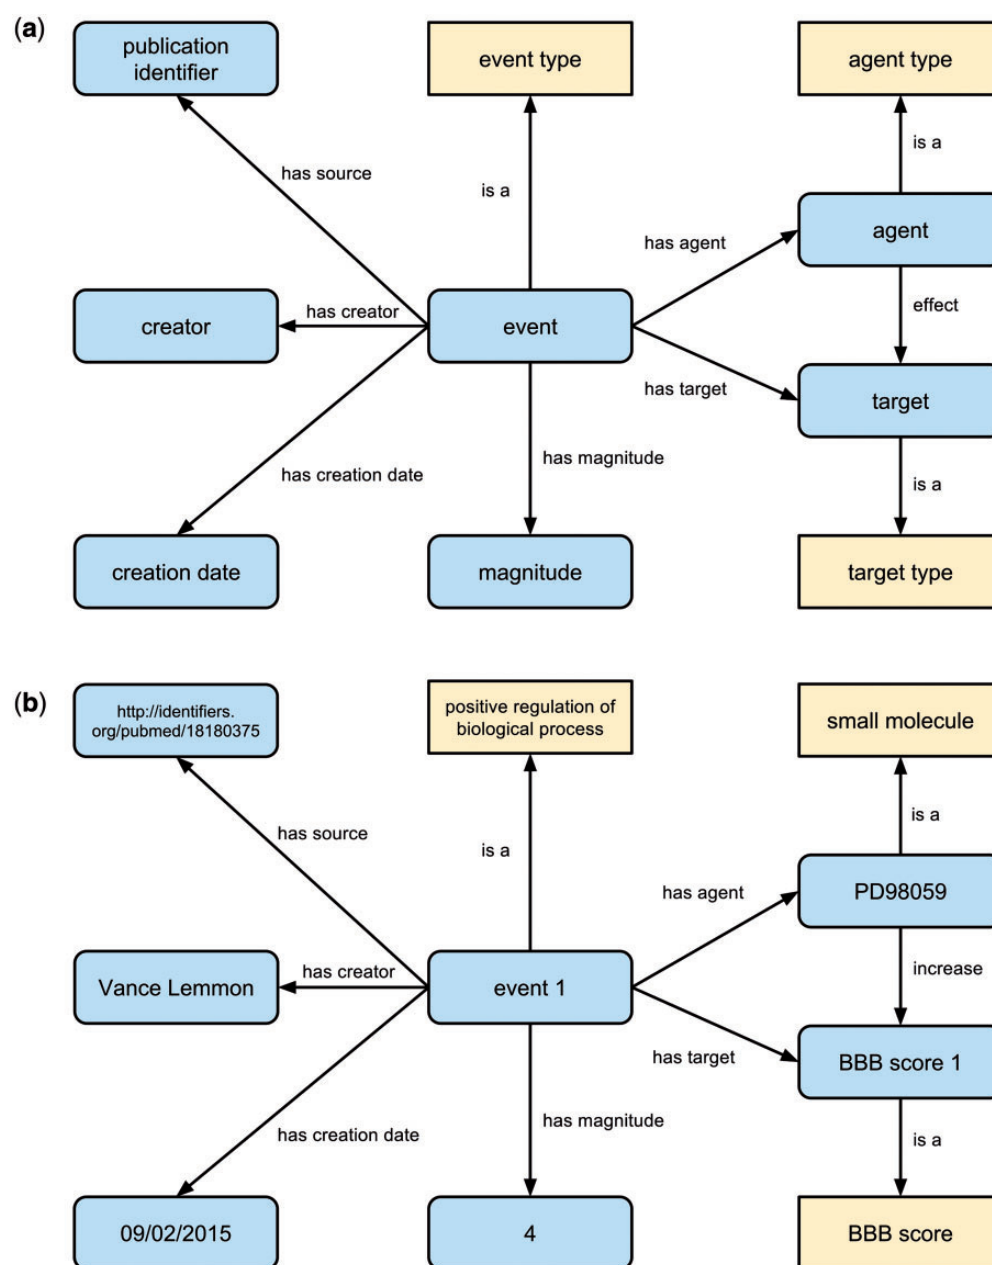 (a)
publication
identifier
event type
agent type
has source
is a
is a
has agent
agent
creator
has creator
event
effect
has target
target
has creation date
has magnitude
is a
creation date
magnitude
target type
(b)
http://identifiers.
org/pubmed/18180375
positive regulation of
biological process
small molecule
has source
is a
is a
has agent
PD98059
Vance Lemmon
has creator
event 1
increase
has target
BBB score 1
has creation date
has magnitude
is a
09/02/2015
4
BBB score